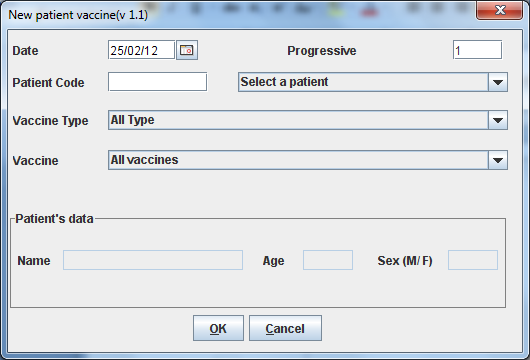 New patient vaccine(v 1.1)
Date 25/02/12 Progressive 1
Patient Code Select a patient
Vaccine Type All Type
Vaccine All vaccines
Patient's data
Name Age Sex (M/ F)
OK Cancel